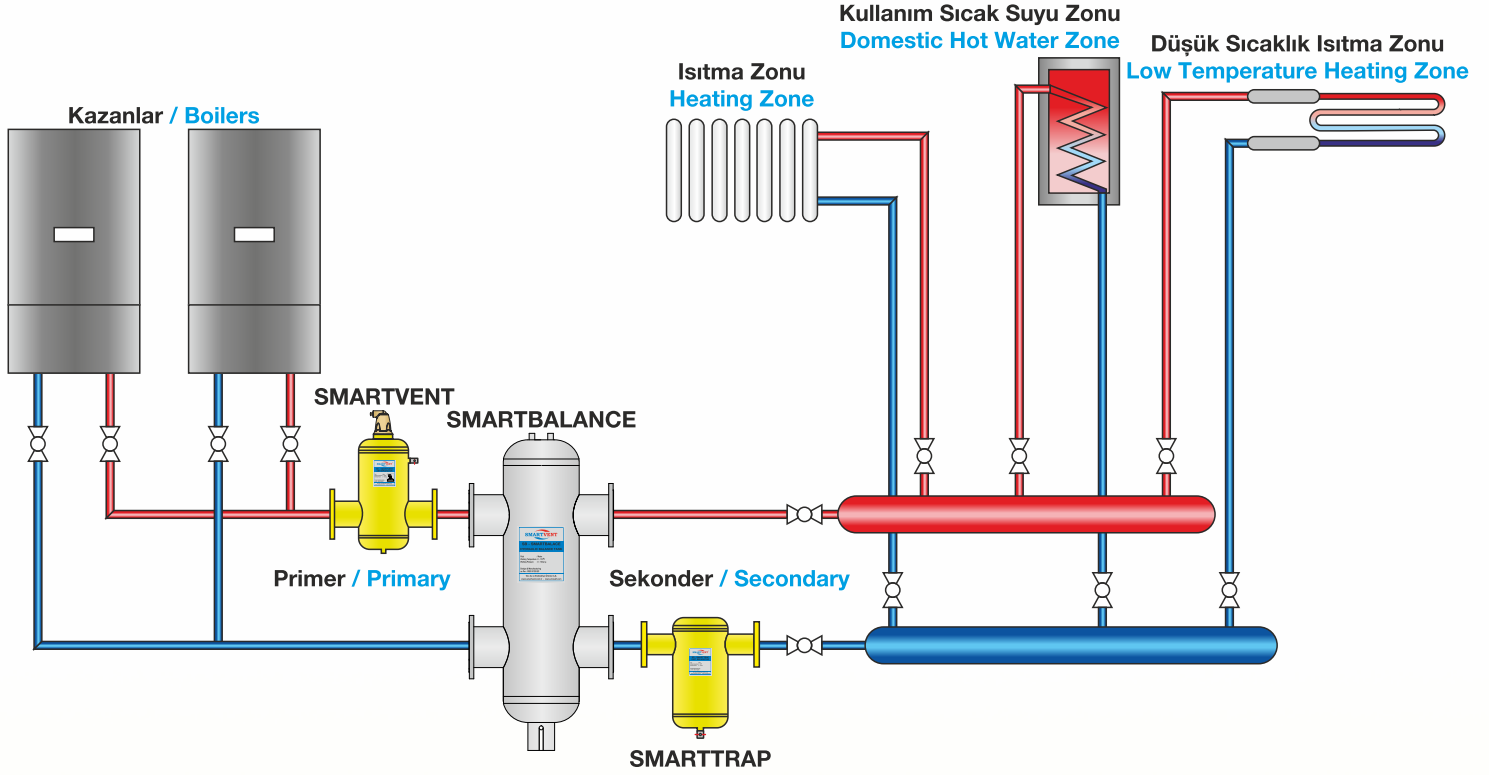 Kullanım Sıcak Suyu Zonu
Domestic Hot Water Zone
Düşük Sıcaklık Isıtma Zonu
Low Temperature Heating Zone
Isıtma Zonu
Heating Zone
Kazanlar / Boilers
SMARTVENT
SMARTBALANCE
SMARTVENT
Primer / Primary
Sekonder / Secondary
SMARTTRAP